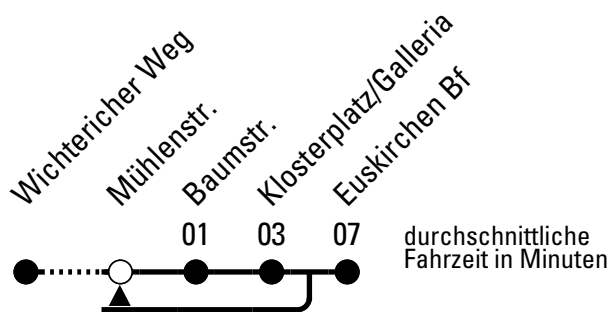 Wichtericher Weg
Mühlenstr.
Baumstr.
Klosterplatz/Galleria
Euskirchen Bf
01 03 07
durchschnittliche
Fahrzeit in Minuten